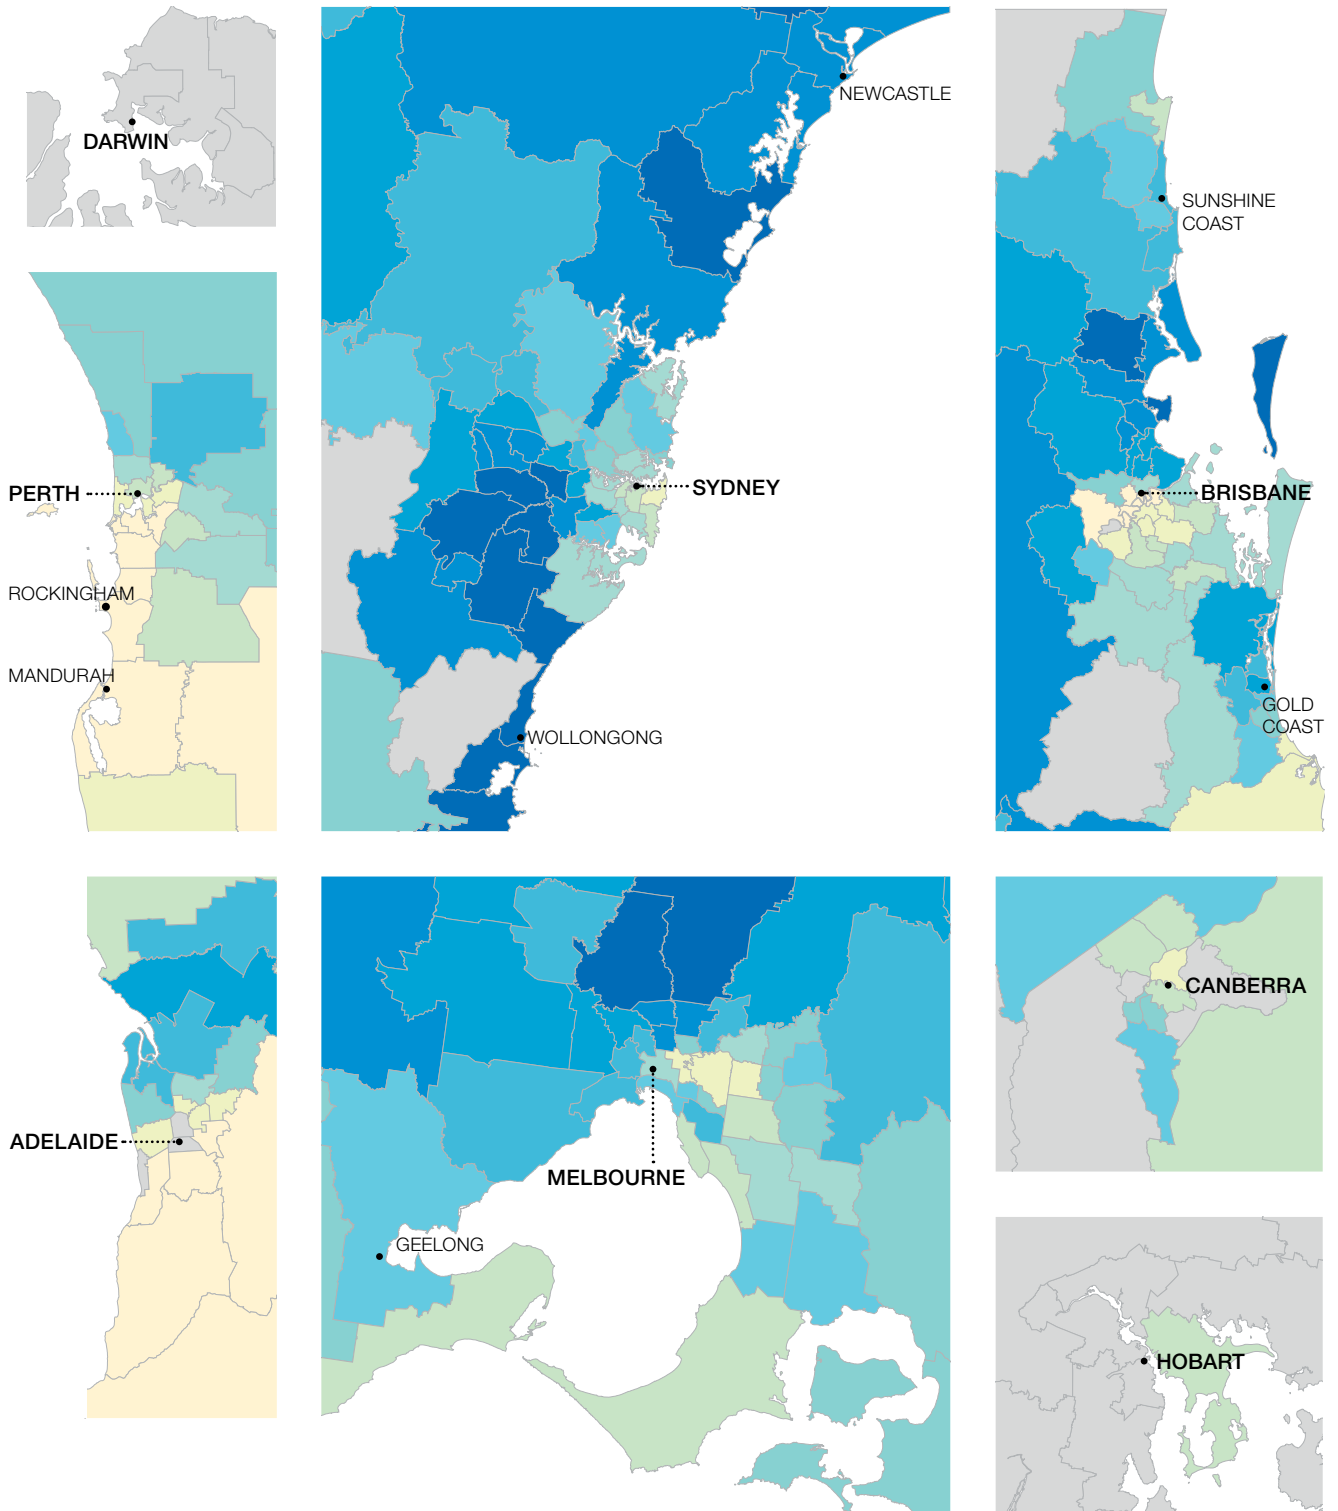 DARWIN
NEWCASTLE
SUNSHINE
COAST
PERTH
SYDNEY
BRISBANE
ROCKINGHAM
MANDURAH
GOLD
COAST
WOLLONGONG
CANBERRA
ADELAIDE
MELBOURNE
GEELONG
HOBART